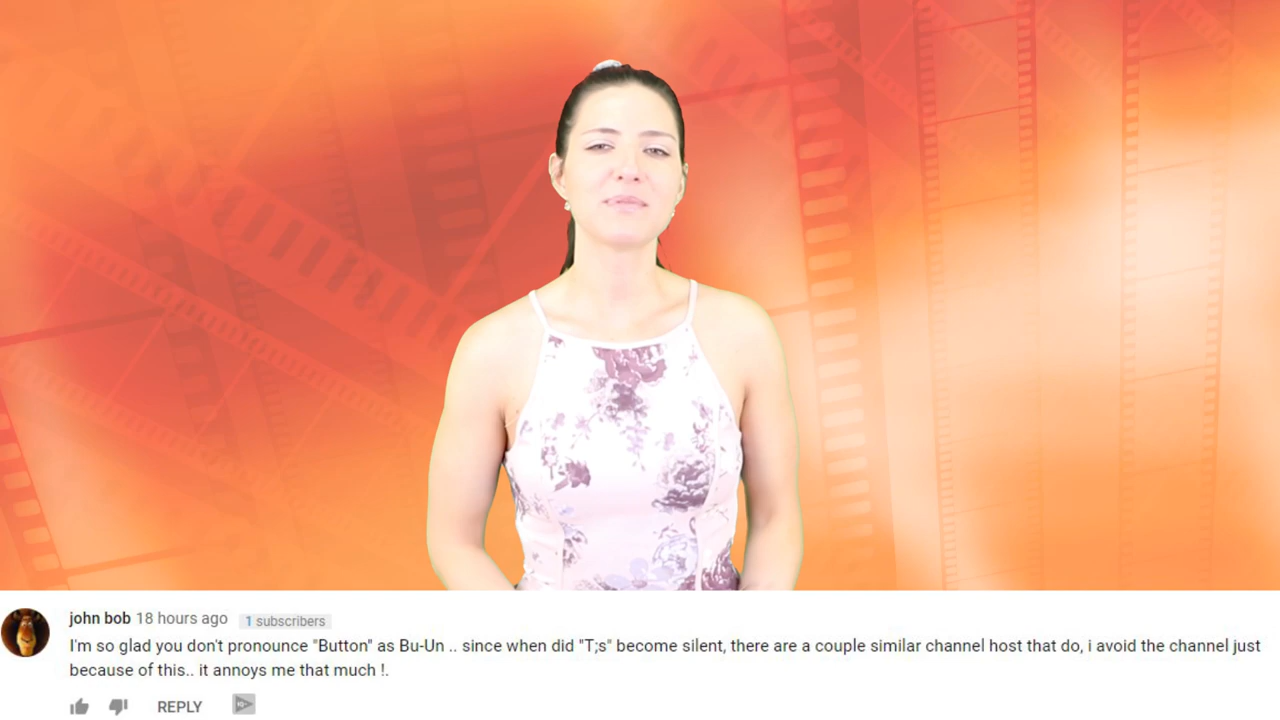 john bob 18 hours ago 1 subscribers
I'm so glad you don't pronounce "Button" as Bu-Un .. since when did "T;s" become silent, there are a couple similar channel host that do, i avoid the channel just
because of this.. it annoys me that much !.
REPLY